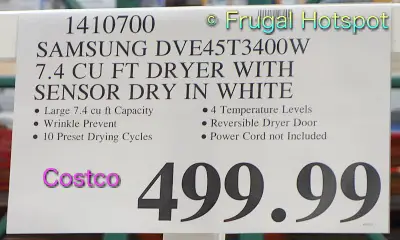 © Frugal Hotspot
1410700
SAMSUNG DVE45T3400W
7.4 CU FT DRYER WITH
SENSOR DRY IN WHITE
• Large 7.4 cu ft Capacity
• Wrinkle Prevent
• 10 Preset Drying Cycles
• 4 Temperature Levels
• Reversible Dryer Door
• Power Cord not Included
Costco
499.99